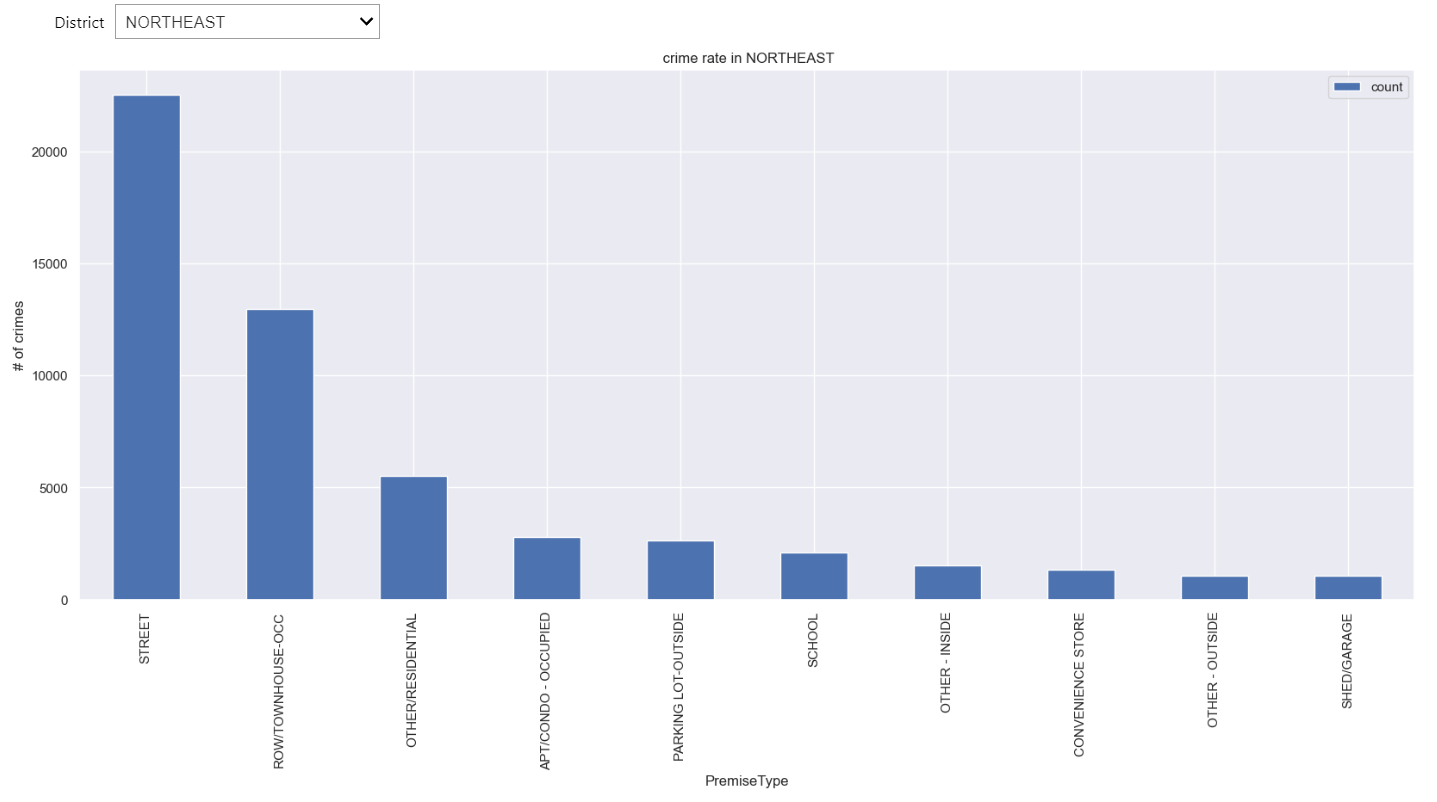 District NORTHEAST
crime rate in NORTHEAST
count
# of crimes
20000
15000
10000
5000
0
STREET
ROW/TOWNHOUSE-OCC
OTHER/RESIDENTIAL
APT/CONDO - OCCUPIED
PARKING LOT-OUTSIDE
SCHOOL
OTHER - INSIDE
CONVENIENCE STORE
OTHER - OUTSIDE
SHED/GARAGE
PremiseType